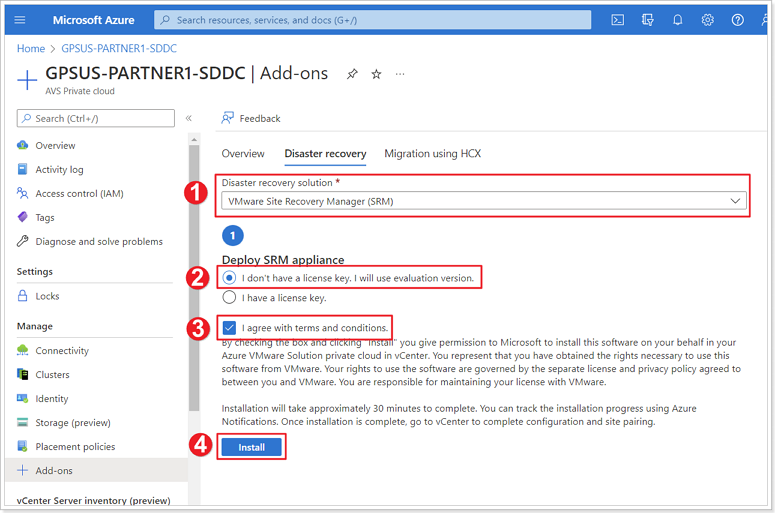 Microsoft Azure
Search resources, services, and docs (G+/)
Home > GPSUS-PARTNER1-SDDC
GPSUS-PARTNER1-SDDC | Add-ons
AVS Private cloud
Search (Ctrl+/)
Overview
Activity log
Access control (IAM)
Tags
Diagnose and solve problems
Settings
Locks
Manage
Connectivity
Clusters
Identity
Storage (preview)
Placement policies
Add-ons
vCenter Server inventory (preview)
Feedback
Overview Disaster recovery Migration using HCX
1
Disaster recovery solution *
VMware Site Recovery Manager (SRM)
1
Deploy SRM appliance
2
I don't have a license key. I will use evaluation version.
I have a license key.
3
I agree with terms and conditions.
By checking the box and clicking "Install" you give permission to Microsoft to install this software on your behalf in your
Azure VMware Solution private cloud in vCenter. You represent that you have obtained the rights necessary to use this
software from VMware. Your rights to use the software are governed by the separate license and privacy policy agreed to
between you and VMware. You are responsible for maintaining your license with VMware.
Installation will take approximately 30 minutes to complete. You can track the installation progress using Azure
Notifications. Once installation is complete, go to vCenter to complete configuration and site pairing.
4
Install